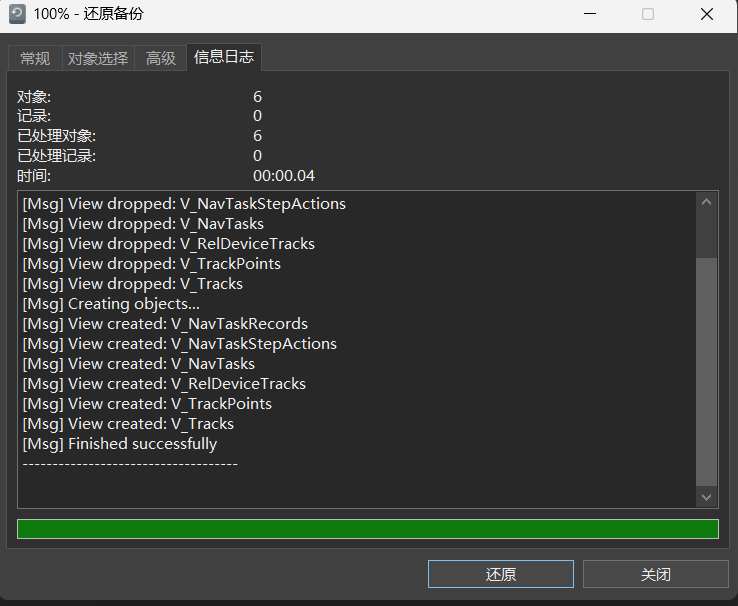 100% - 还原备份
常规 对象选择 高级 信息日志
对象: 6
记录: 0
已处理对象: 6
已处理记录: 0
时间: 00:00.04
[Msg] View dropped: V_NavTaskStepActions
[Msg] View dropped: V_NavTasks
[Msg] View dropped: V_RelDeviceTracks
[Msg] View dropped: V_TrackPoints
[Msg] View dropped: V_Tracks
[Msg] Creating objects...
[Msg] View created: V_NavTaskRecords
[Msg] View created: V_NavTaskStepActions
[Msg] View created: V_NavTasks
[Msg] View created: V_RelDeviceTracks
[Msg] View created: V_TrackPoints
[Msg] View created: V_Tracks
[Msg] Finished successfully
------------------------------------
还原 关闭